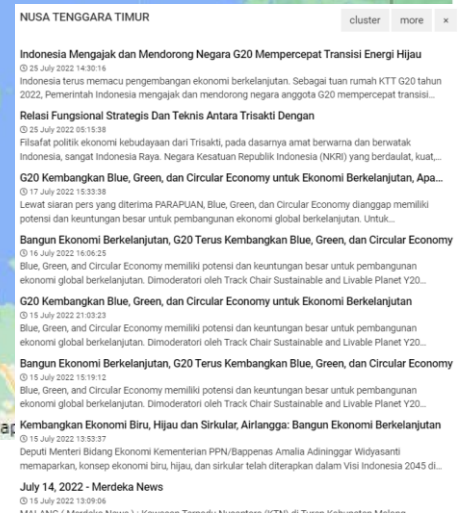 NUSA TENGGARA TIMUR
cluster more ×
Indonesia Mengajak dan Mendorong Negara G20 Mempercepat Transisi Energi Hijau
25 July 2022 14:30:16
Indonesia terus memacu pengembangan ekonomi berkelanjutan. Sebagai tuan rumah KTT G20 tahun
2022, Pemerintah Indonesia mengajak dan mendorong negara anggota G20 mempercepat transisi...
Relasi Fungsional Strategis Dan Teknis Antara Trisakti Dengan
25 July 2022 05:15:38
Filsafat politik ekonomi kebudayaan dari Trisakti, pada dasarnya amat berwarna dan berwatak
Indonesia, sangat Indonesia Raya. Negara Kesatuan Republik Indonesia (NKRI) yang berdaulat, kuat,...
G20 Kembangkan Blue, Green, dan Circular Economy untuk Ekonomi Berkelanjutan, Apa...
17 July 2022 15:33:38
Lewat siaran pers yang diterima PARAPUAN, Blue, Green, dan Circular Economy dianggap memiliki
potensi dan keuntungan besar untuk pembangunan ekonomi global berkelanjutan. Untuk...
Bangun Ekonomi Berkelanjutan, G20 Terus Kembangkan Blue, Green, dan Circular Economy
16 July 2022 16:06:25
Blue, Green, and Circular Economy memiliki potensi dan keuntungan besar untuk pembangunan
ekonomi global berkelanjutan. Dimoderatori oleh Track Chair Sustainable and Livable Planet Y20...
G20 Kembangkan Blue, Green, dan Circular Economy untuk Ekonomi Berkelanjutan
15 July 2022 21:03:23
Blue, Green, and Circular Economy memiliki potensi dan keuntungan besar untuk pembangunan
ekonomi global berkelanjutan. Dimoderatori oleh Track Chair Sustainable and Livable Planet Y20...
Bangun Ekonomi Berkelanjutan, G20 Terus Kembangkan Blue, Green, dan Circular Economy
15 July 2022 15:19:12
Blue, Green, and Circular Economy memiliki potensi dan keuntungan besar untuk pembangunan
ekonomi global berkelanjutan. Dimoderatori oleh Track Chair Sustainable and Livable Planet Y20...
Kembangkan Ekonomi Biru, Hijau dan Sirkular, Airlangga: Bangun Ekonomi Berkelanjutan
15 July 2022 13:53:37
Deputi Menteri Bidang Ekonomi Kementerian PPN/Bappenas Amalia Adininggar Widyasanti
memaparkan, konsep ekonomi biru, hijau, dan sirkular telah diterapkan dalam Visi Indonesia 2045 di...
July 14, 2022 - Merdeka News
15 July 2022 13:09:06
MALANG ( Merdeka News ) : Kawasan Terpadu Nusantara (KTN) di Turen Kabupaten Malang